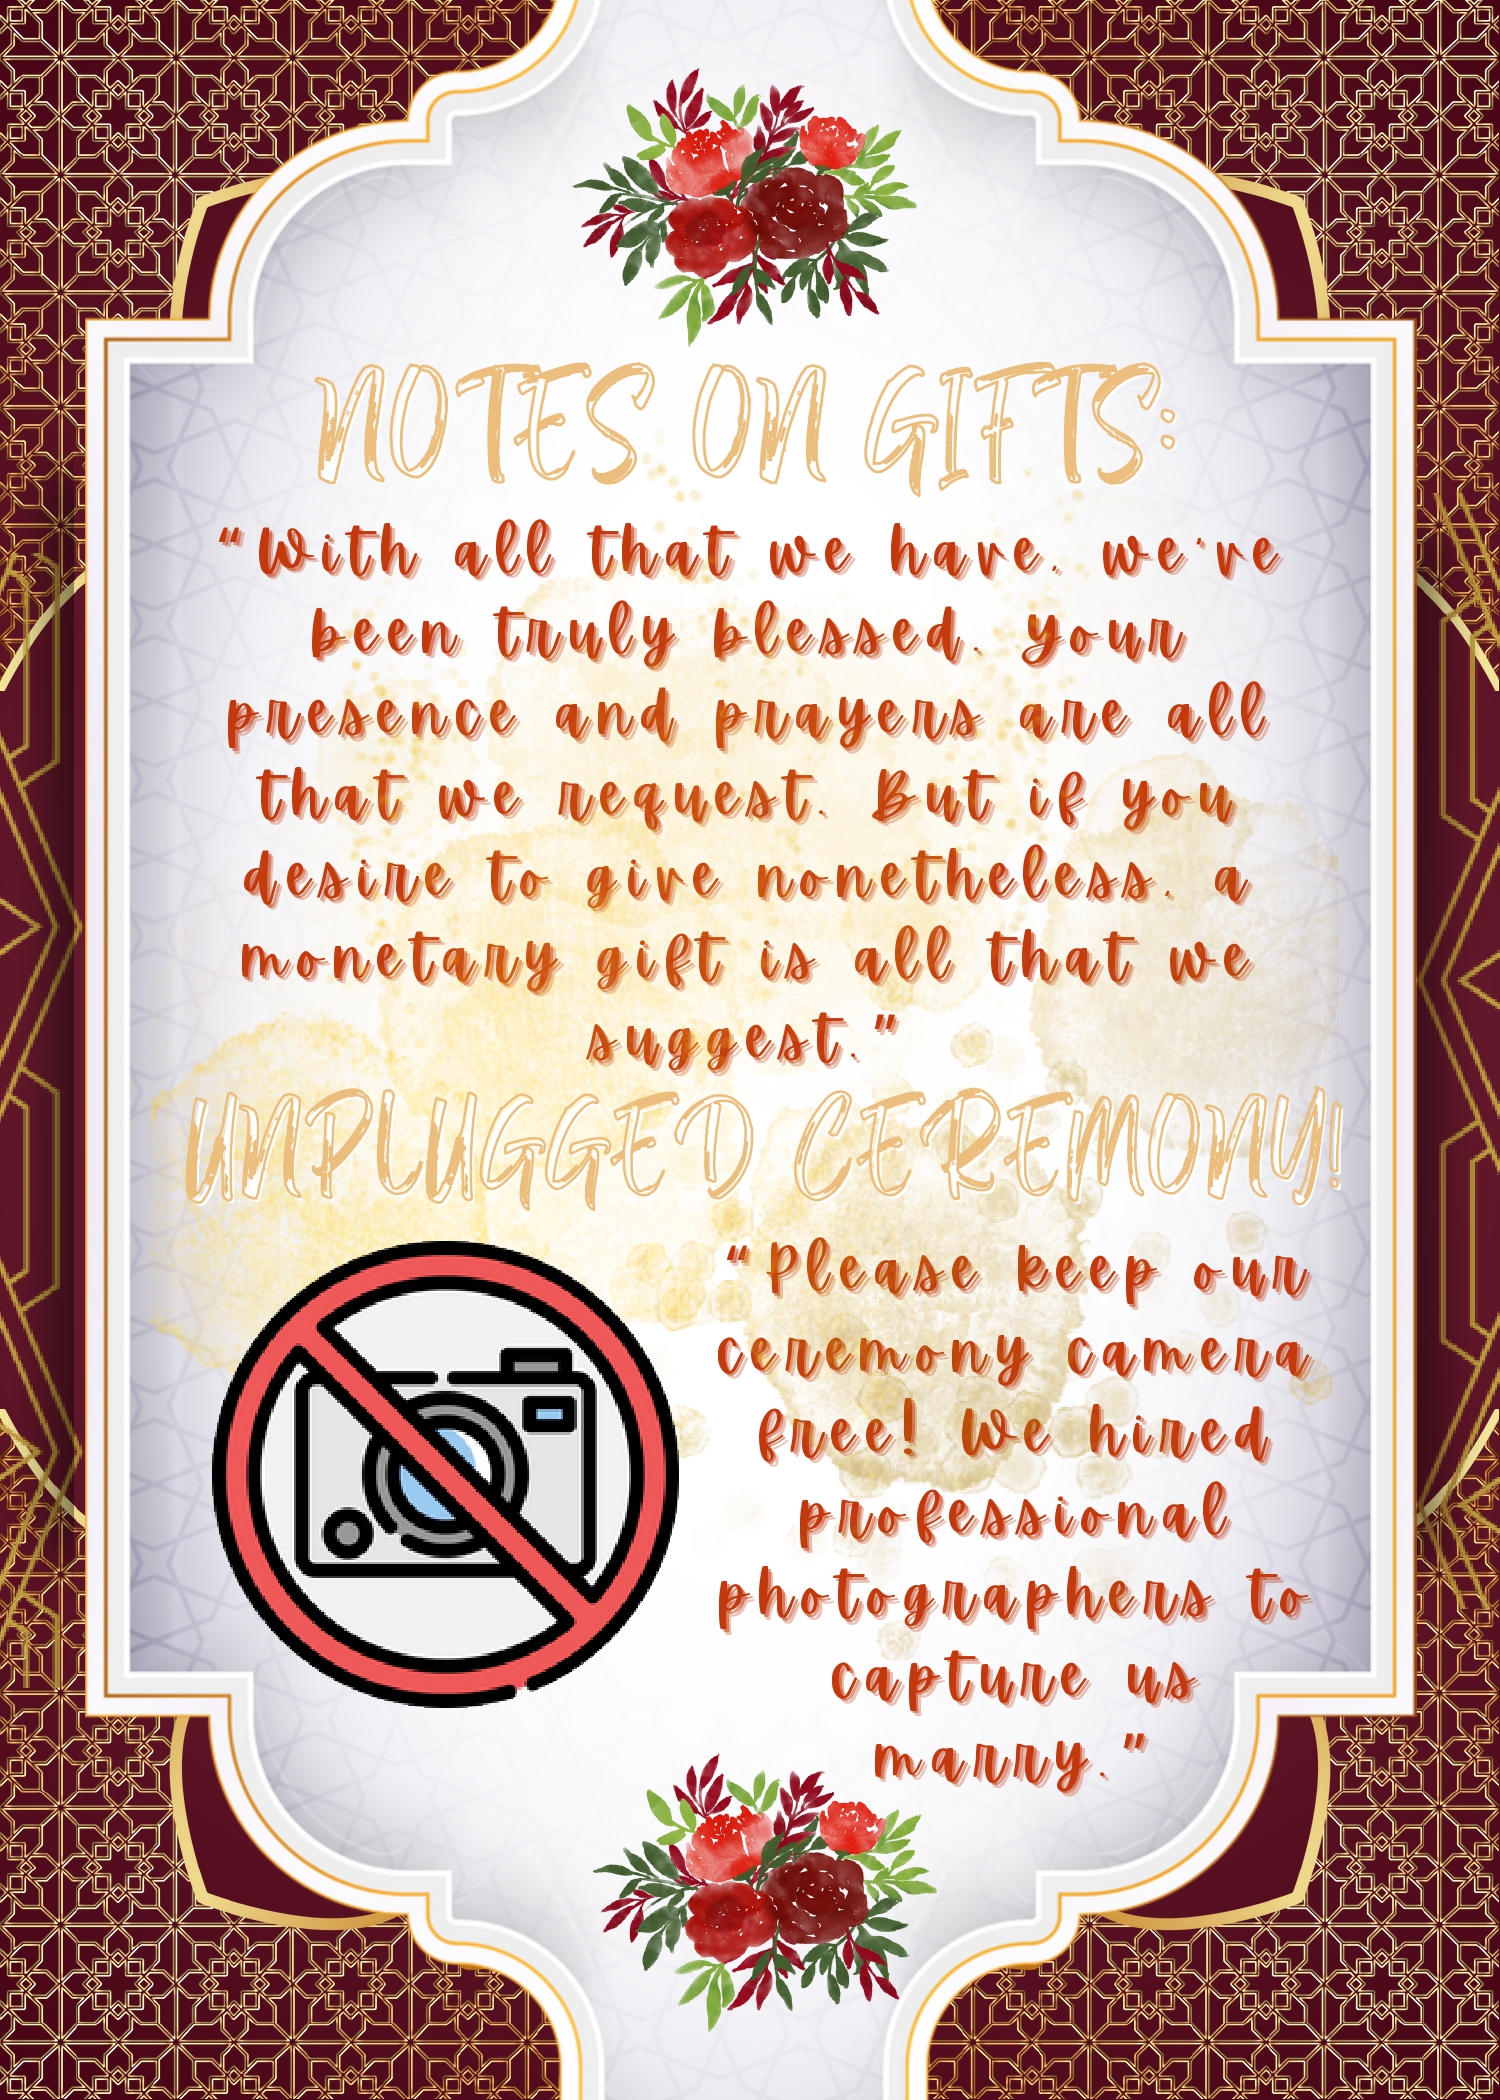 NOTES ON GIFTS:
"With all that we have, we've
been truly blessed. Your
presence and prayers are all
that we request. But if you
desire to give nonetheless, a
monetary gift is all that we
suggest."
UNPLUGGED CEREMONY!
"Please keep our
ceremony camera
free! We hired
professional
photographers to
capture us
marry."